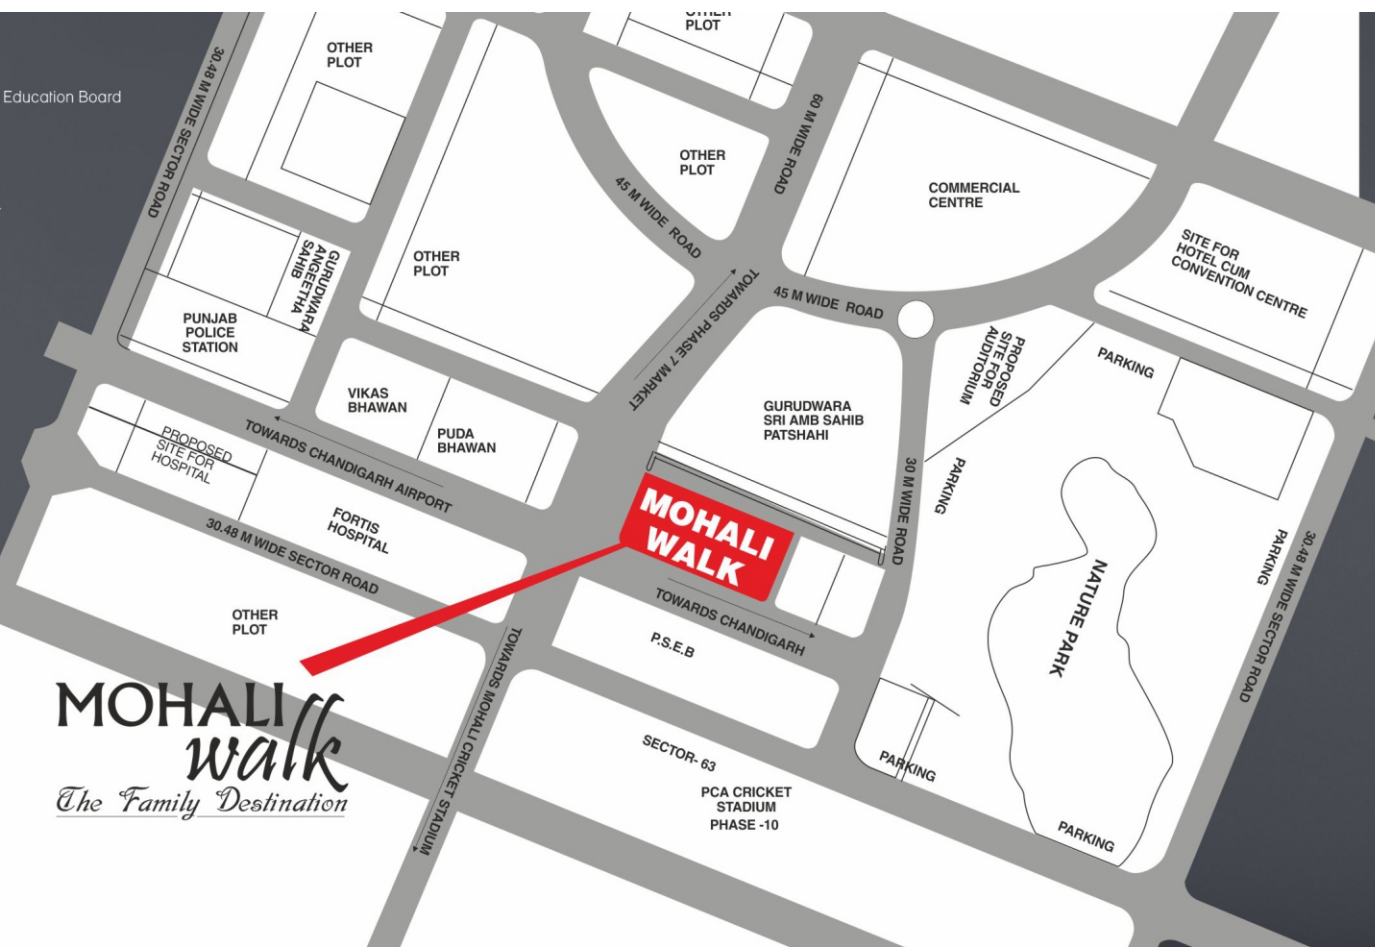 OTHER
PLOT
OTHER
PLOT
30.48 M WIDE SECTOR ROAD
Education Board
60 M WIDE ROAD
OTHER
PLOT
45 M WIDE ROAD
COMMERCIAL
CENTRE
SITE FOR
HOTEL CUM
CONVENTION CENTRE
OTHER
PLOT
GURUDWARA
ANGEETHA
SAHIB
PUNJAB
POLICE
STATION
TOWARDS PHASE 7 MARKET
45 M WIDE ROAD
PROPOSED
SITE FOR
AUDITORIUM
PARKING
VIKAS
BHAWAN
PUDA
BHAWAN
GURUDWARA
SRI AMB SAHIB
PATSHAHI
PROPOSED
SITE FOR
HOSPITAL
TOWARDS CHANDIGARH AIRPORT
FORTIS
HOSPITAL
30.48 M WIDE SECTOR ROAD
MOHALI
WALK
30 M WIDE ROAD
PARKING
PARKING
30.48 M WIDE SECTOR ROAD
NATURE PARK
OTHER
PLOT
TOWARDS CHANDIGARH
P.S.E.B
TOWARDS MOHALI CRICKET STADIUM
MOHALI
walk
The Family Destination
SECTOR- 63
PCA CRICKET
STADIUM
PHASE -10
PARKING
PARKING